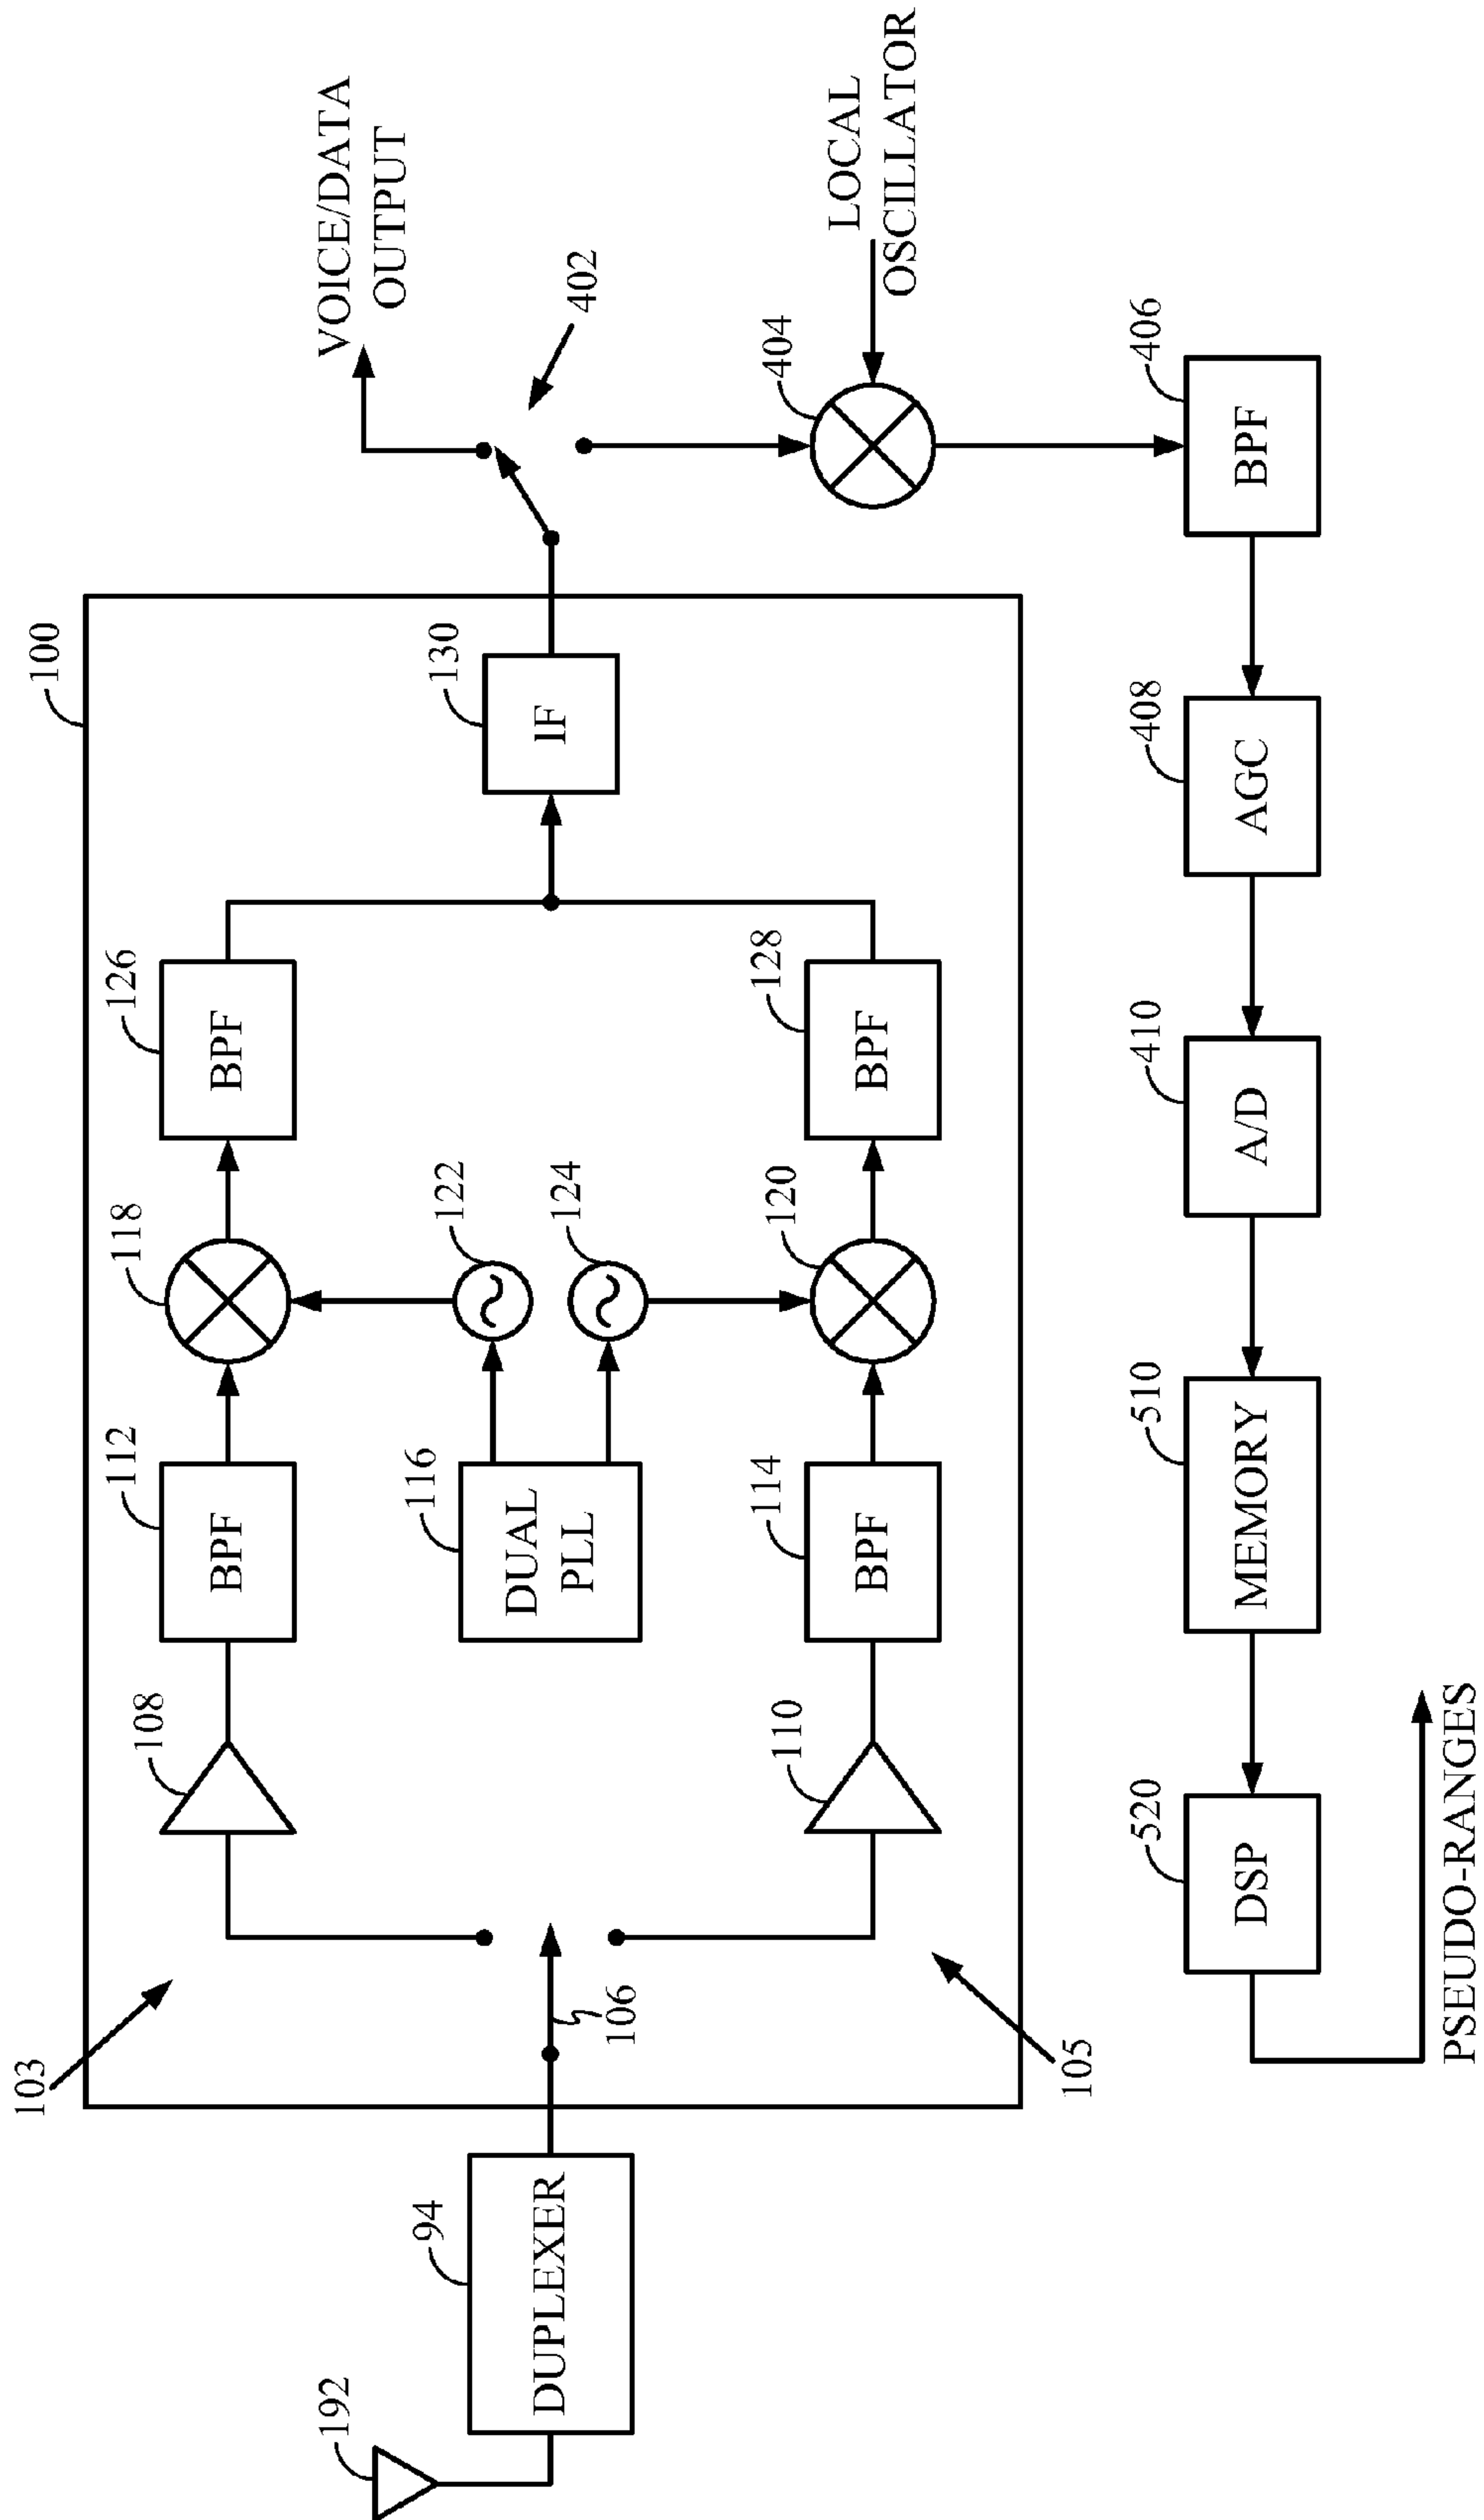 100
103
108
112
118
126
BPF
BPF
VOICE/DATA
OUTPUT
192
94
DUPLEXER
106
116
DUAL
PLL
122
124
130
IF
402
105
110
114
BPF
120
128
BPF
404
LOCAL
OSCILLATOR
520
DSP
510
MEMORY
410
A/D
408
AGC
406
BPF
PSEUDO-RANGES